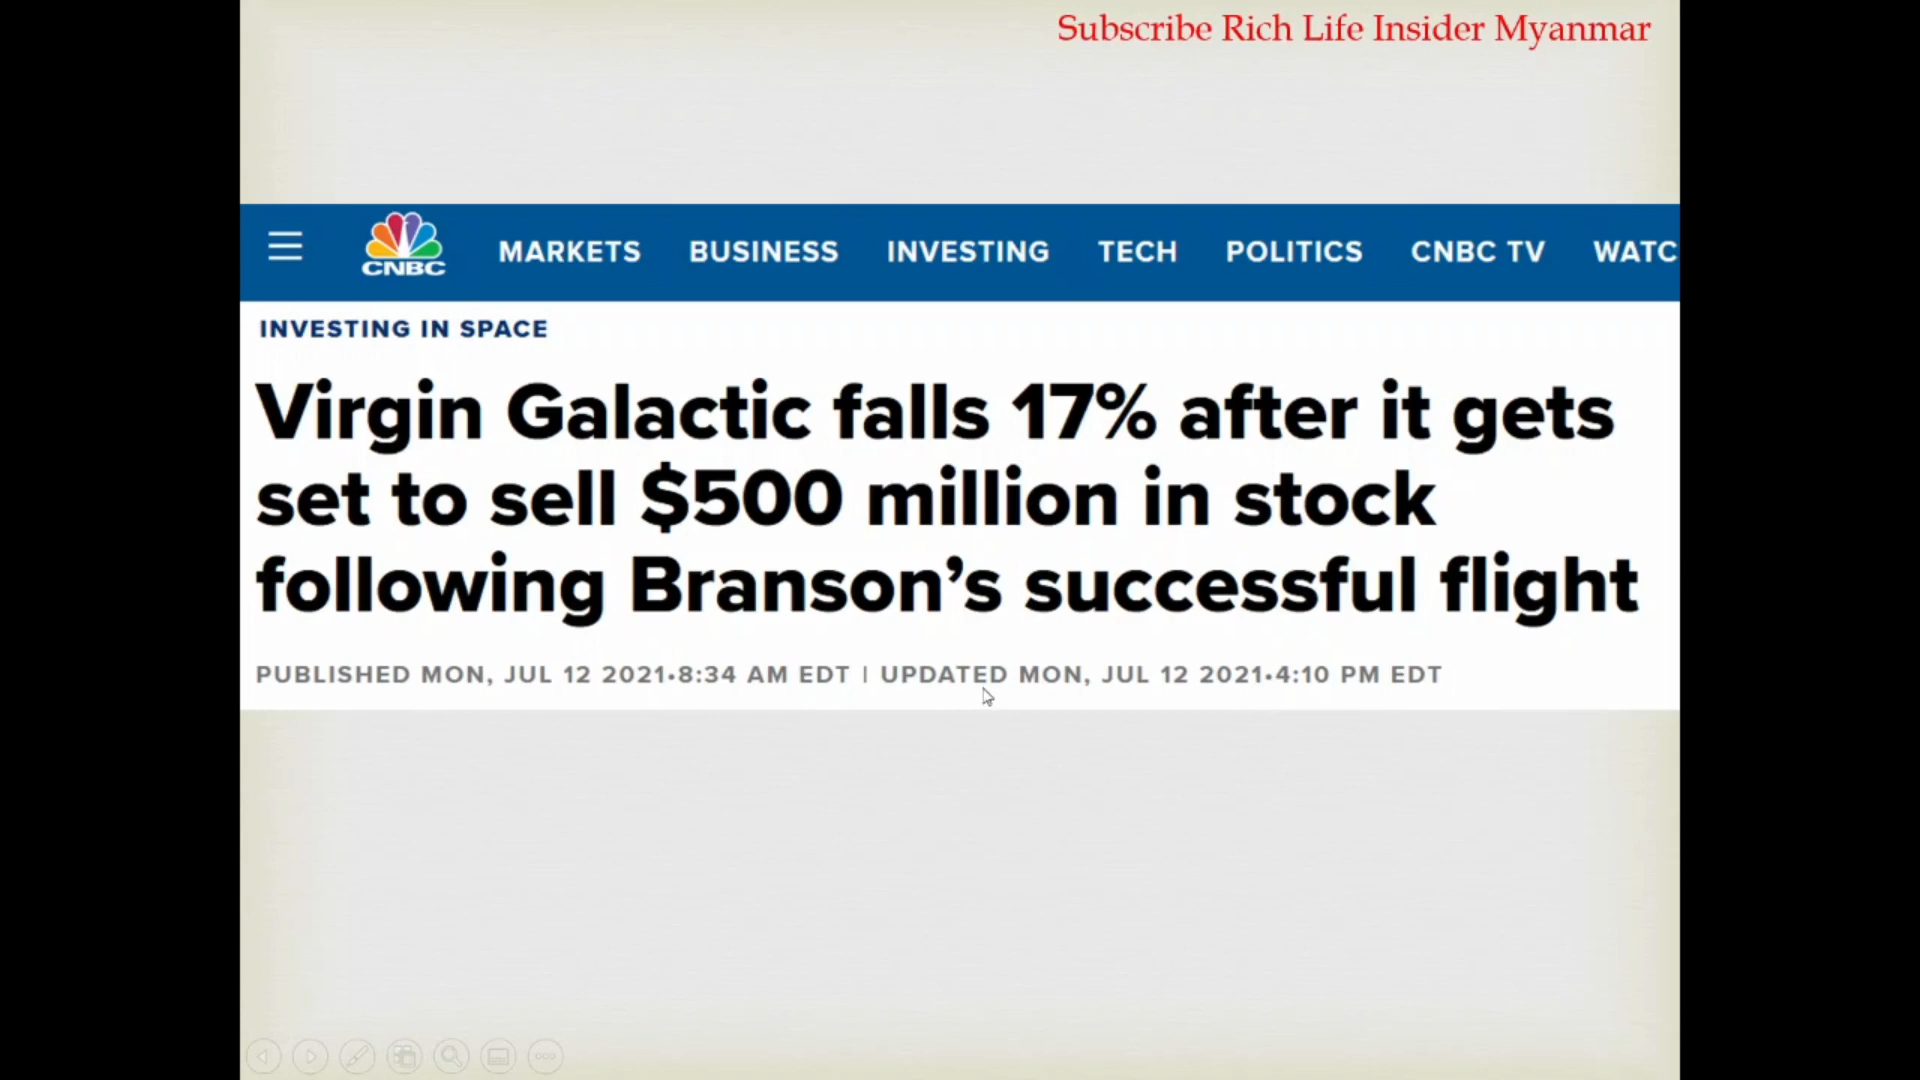 Subscribe Rich Life Insider Myanmar
CNBC MARKETS BUSINESS INVESTING TECH POLITICS CNBC TV WATC
INVESTING IN SPACE
Virgin Galactic falls 17% after it gets
set to sell $500 million in stock
following Branson’s successful flight
PUBLISHED MON, JUL 12 2021•8:34 AM EDT | UPDATED MON, JUL 12 2021•4:10 PM EDT